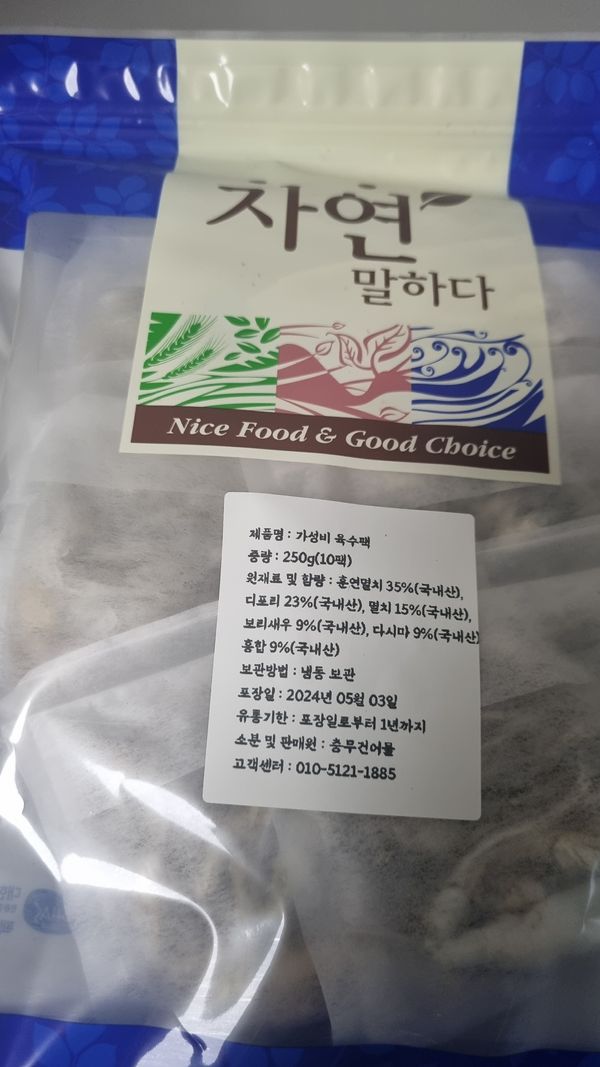 자연
말하다
Nice Food & Good Choice
제품명 : 가성비 육수팩
중량 : 250g(10팩)
원재료 및 함량 : 훈연멸치 35%(국내산),
디포리 23%(국내산), 멸치 15%(국내산),
보리새우 9%(국내산), 다시마 9%(국내산)
홍합 9%(국내산)
보관방법 : 냉동 보관
포장일 : 2024년 05월 03일
유통기한 : 포장일로부터 1년까지
소분 및 판매원 : 충무건어물
고객센터 : 010-5121-1885